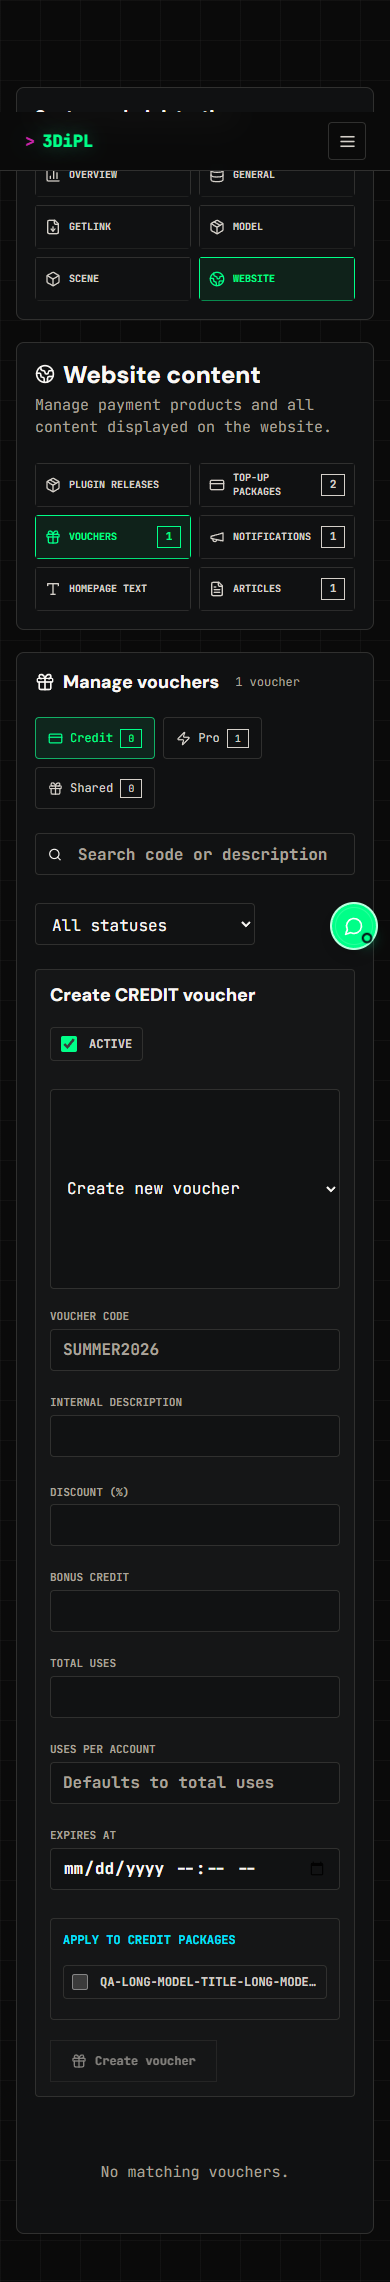 > 3DiPL
OVERVIEW
GENERAL
GETLINK
MODEL
SCENE
WEBSITE
Website content
Manage payment products and all
content displayed on the website.
PLUGIN RELEASES
TOP-UP
PACKAGES
2
VOUCHERS
1
NOTIFICATIONS
1
HOMEPAGE TEXT
ARTICLES
1
Manage vouchers
1 voucher
Credit
0
Pro
1
Shared
0
Search code or description
All statuses
Create CREDIT voucher
ACTIVE
Create new voucher
VOUCHER CODE
SUMMER2026
INTERNAL DESCRIPTION
DISCOUNT (%)
BONUS CREDIT
TOTAL USES
USES PER ACCOUNT
Defaults to total uses
EXPIRES AT
mm/dd/yyyy --:-- --
APPLY TO CREDIT PACKAGES
QA-LONG-MODEL-TITLE-LONG-MODE…
Create voucher
No matching vouchers.